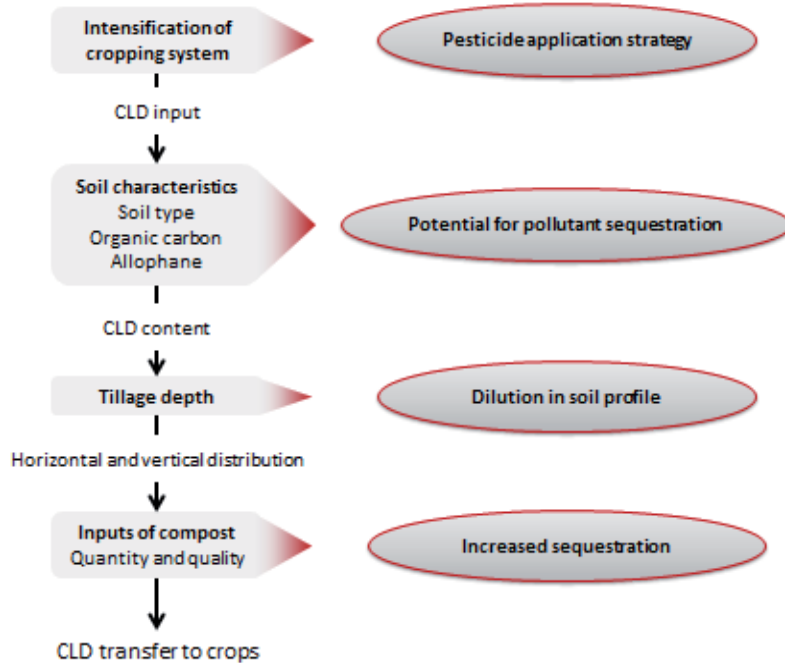 Intensification of
cropping system
Pesticide application strategy
CLD input
Soil characteristics
Soil type
Organic carbon
Allophane
Potential for pollutant sequestration
CLD content
Tillage depth
Dilution in soil profile
Horizontal and vertical distribution
Inputs of compost
Quantity and quality
Increased sequestration
CLD transfer to crops